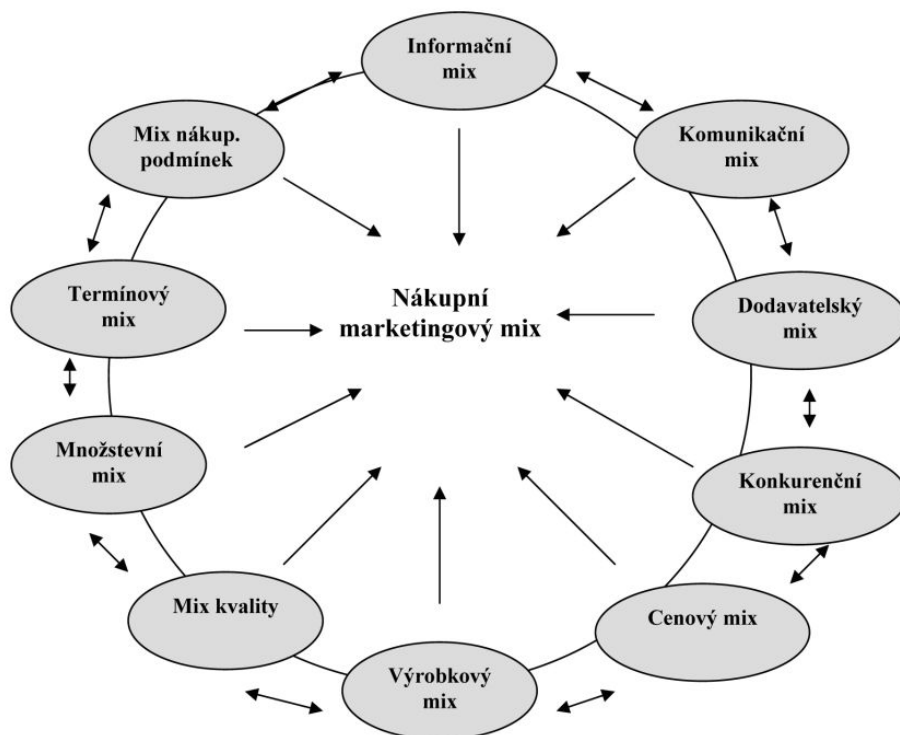 Informační
mix
Mix nákup.
podmínek
Komunikační
mix
Termínový
mix
Nákupní
marketingový mix
Dodavatelský
mix
Množstevní
mix
Konkurenční
mix
Mix kvality
Cenový mix
Výrobkový
mix